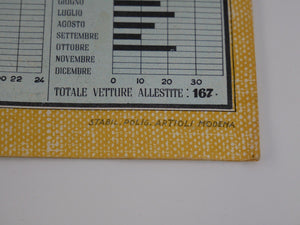 GIUGNO
LUGLIO
AGOSTO
SETTEMBRE
OTTOBRE
NOVEMBRE
DICEMBRE
20 22 24
0 10 20 30
TOTALE VETTURE ALLESTITE: 167.
STABIL. POLIG. ARTIOLI MODENA